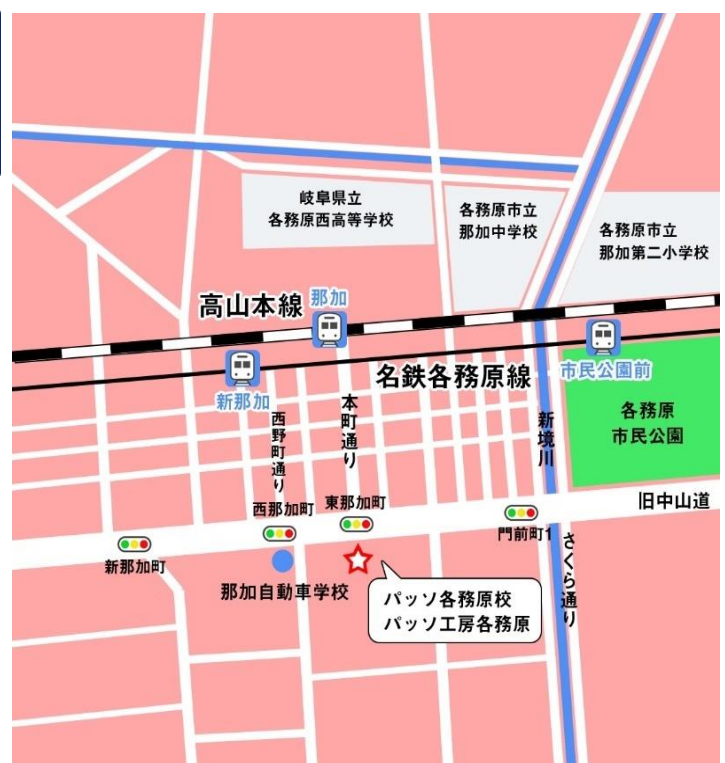 岐阜県立
各務原西高等学校
各務原市立
那加中学校
各務原市立
那加第二小学校
高山本線
那加
新那加
名鉄各務原線
市民公園前
西野町通り
本町通り
新境川
各務原
市民公園
旧中山道
西那加町
東那加町
門前町1
新那加町
那加自動車学校
さくら通り
パッソ各務原校
パッソ工房各務原